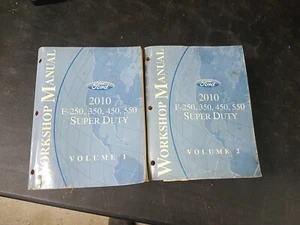 WORKSHOP MANUAL
Ford
2010
F-250, 350, 450, 550
SUPER DUTY
VOLUME 1
WORKSHOP MANUAL
Ford
2010
F-250, 350, 450, 550
SUPER DUTY
VOLUME 2